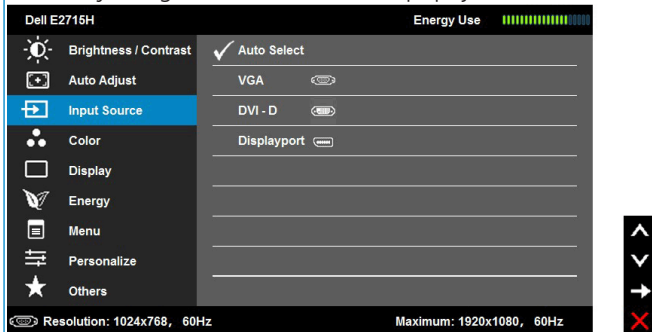 Dell E2715H Energy Use
Brightness / Contrast Auto Select
Auto Adjust VGA
Input Source DVI - D
Color Displayport
Display
Energy
Menu
Personalize
Others
Resolution: 1024x768, 60Hz Maximum: 1920x1080, 60Hz